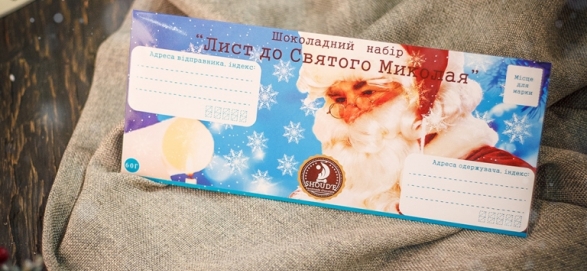 Шоколадний набір
"Лист до Святого Миколая"
Адреса відправника, індекс:
Місце
для
марки
60г
SHOUD'E
Адреса одержувача, індекс: